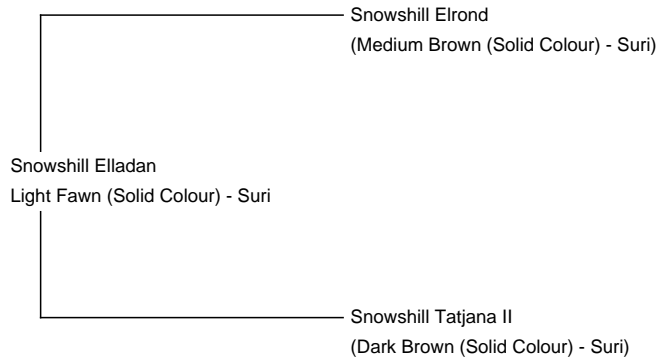 Snowshill Elrond
(Medium Brown (Solid Colour) - Suri)
Snowshill Elladan
Light Fawn (Solid Colour) - Suri
Snowshill Tatjana II
(Dark Brown (Solid Colour) - Suri)